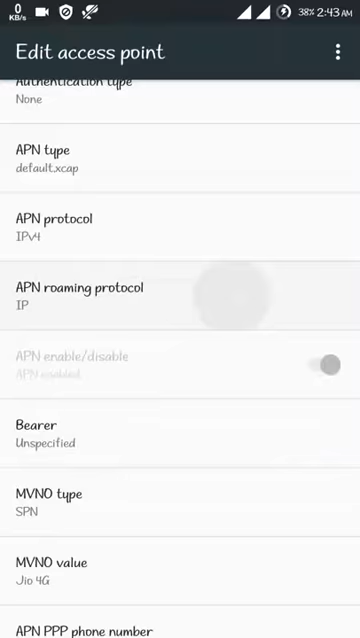 0
KB/s
38% 2:43 AM
Edit access point
Authentication type
None
APN type
default.xcap
APN protocol
IPv4
APN roaming protocol
IP
APN enable/disable
APN enabled
Bearer
Unspecified
MVNO type
SPN
MVNO value
Jio 4G
APN PPP phone number